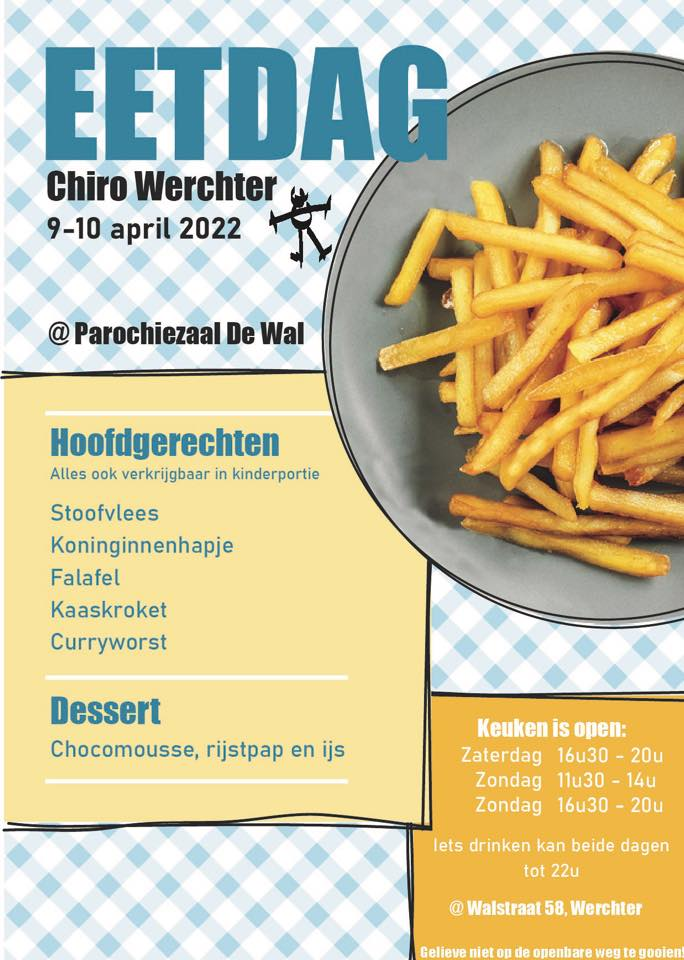 EETDAG
Chiro Werchter
9-10 april 2022
@ Parochiezaal De Wal
Hoofdgerechten
Alles ook verkrijgbaar in kinderportie
Stoofvlees
Koninginnenhapje
Falafel
Kaaskroket
Curryworst
Dessert
Chocomousse, rijstpap en ijs
Keuken is open:
Zaterdag 16u30 - 20u
Zondag 11u30 - 14u
Zondag 16u30 - 20u
Iets drinken kan beide dagen
tot 22u
@ Walstraat 58, Werchter
Gelieve niet op de openbare weg te gooien!